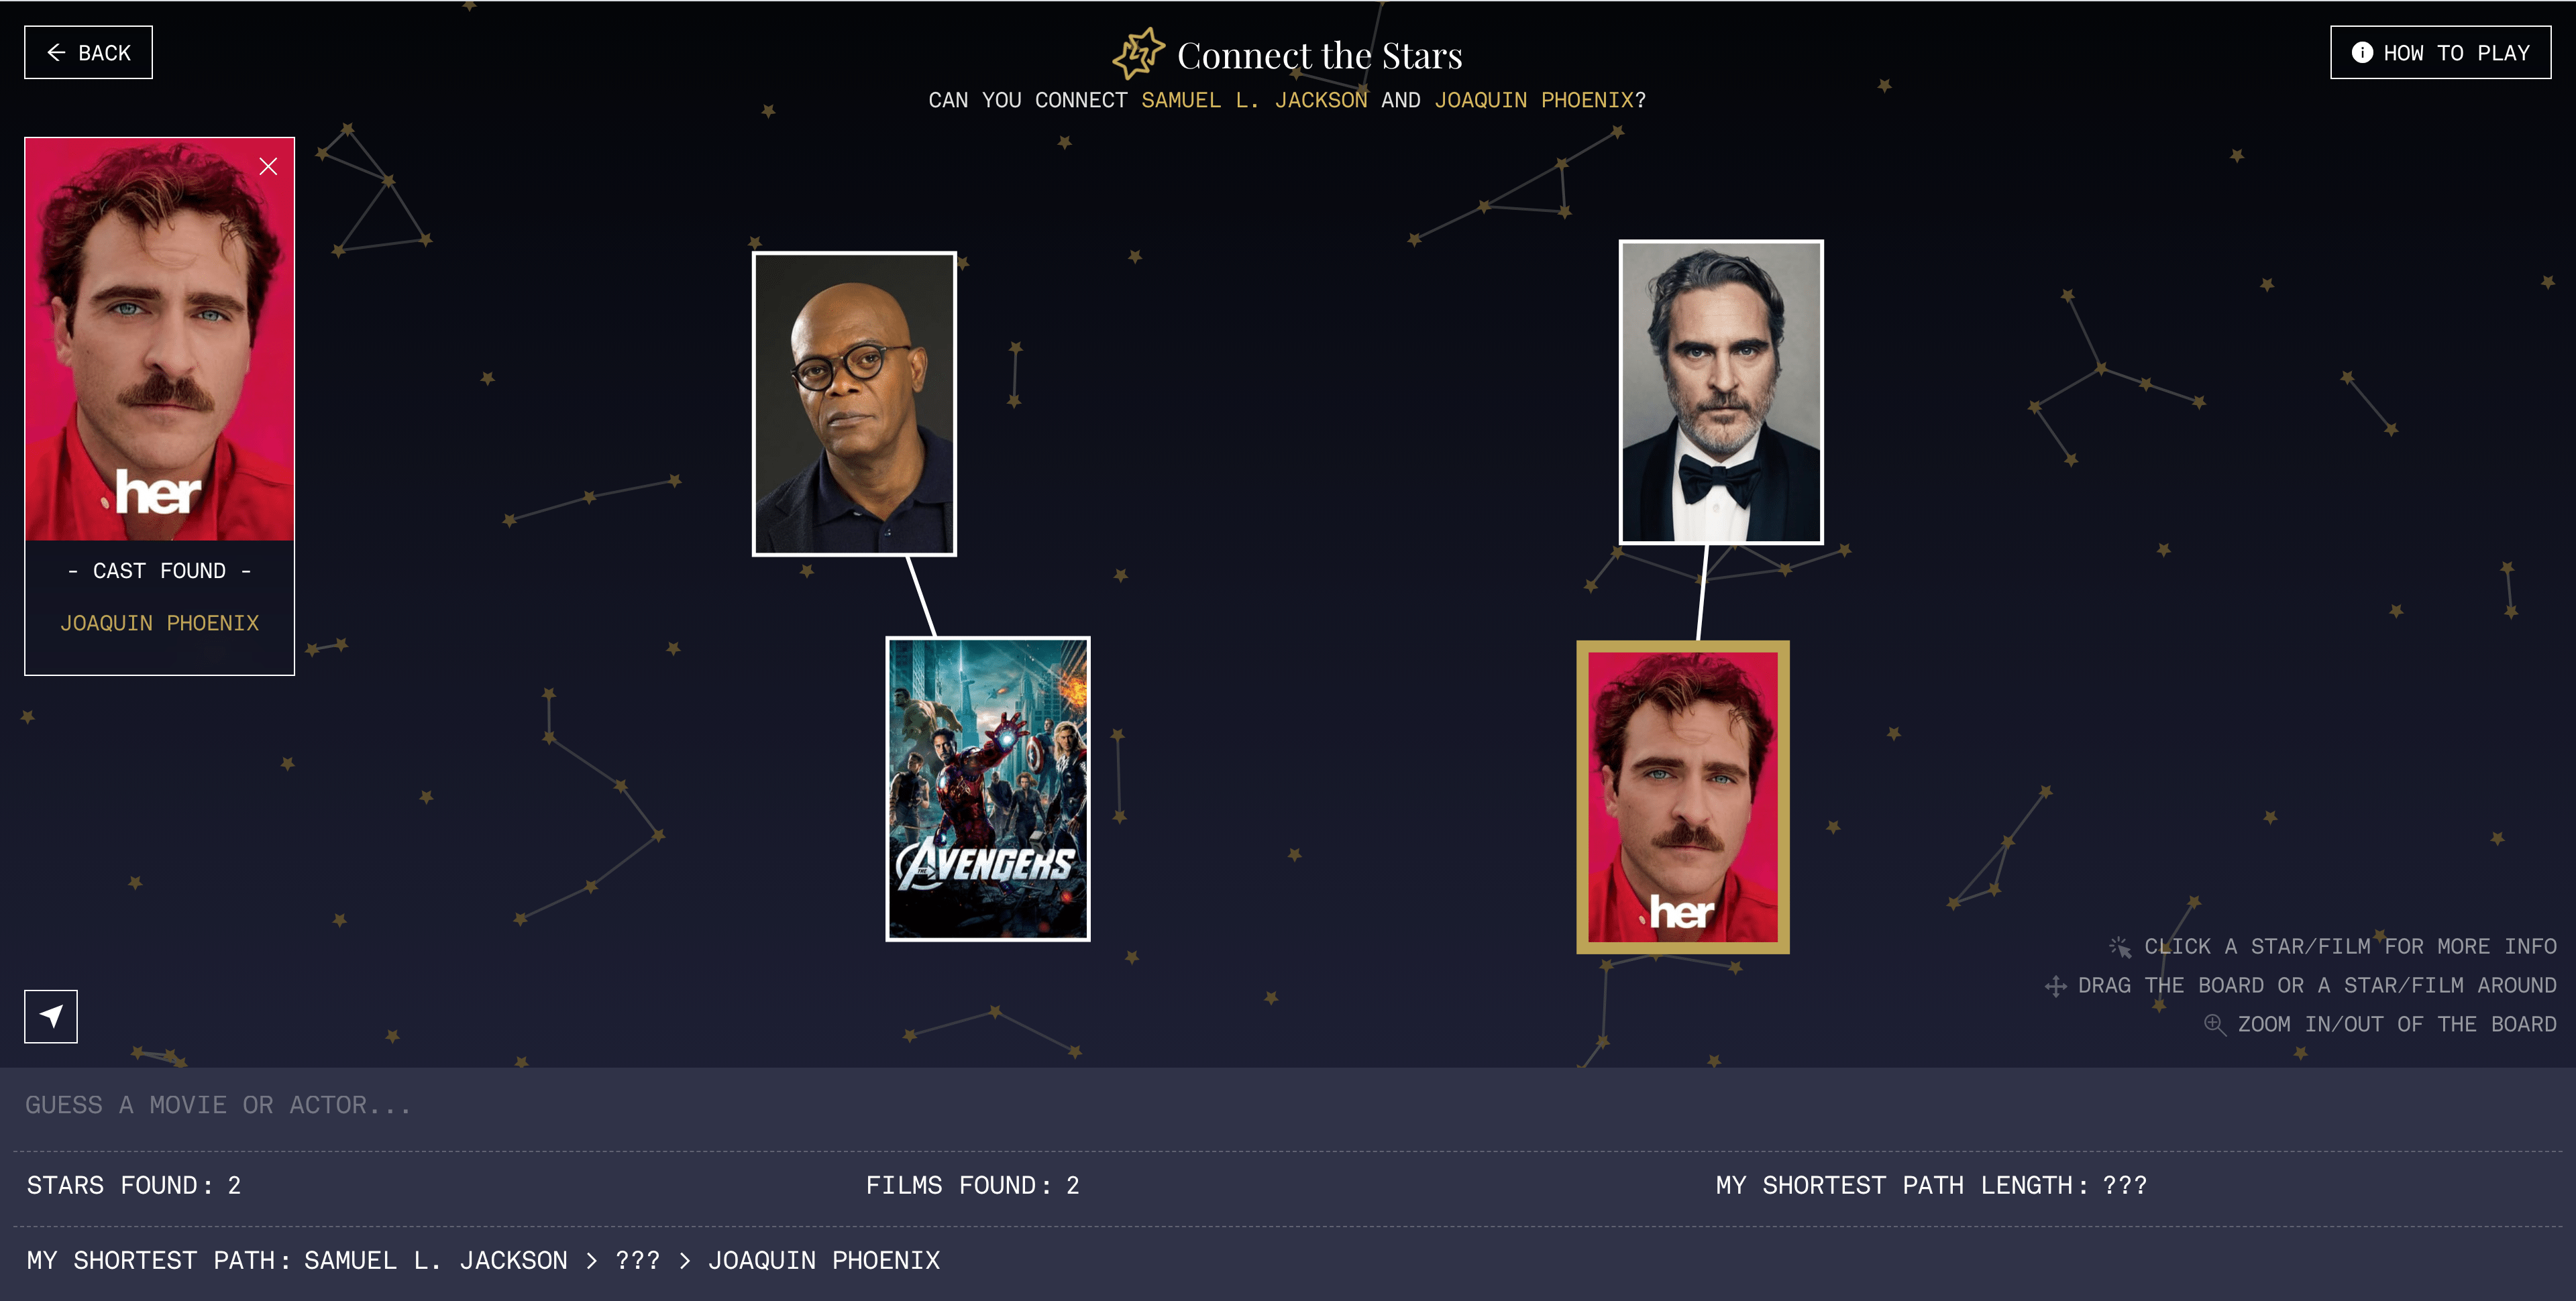 BACK
Connect the Stars
HOW TO PLAY
CAN YOU CONNECT SAMUEL L. JACKSON AND JOAQUIN PHOENIX?
her
- CAST FOUND -
JOAQUIN PHOENIX
THE AVENGERS
her
CLICK A STAR/FILM FOR MORE INFO
DRAG THE BOARD OR A STAR/FILM AROUND
ZOOM IN/OUT OF THE BOARD
GUESS A MOVIE OR ACTOR...
STARS FOUND: 2
FILMS FOUND: 2
MY SHORTEST PATH LENGTH: ???
MY SHORTEST PATH: SAMUEL L. JACKSON > ??? > JOAQUIN PHOENIX